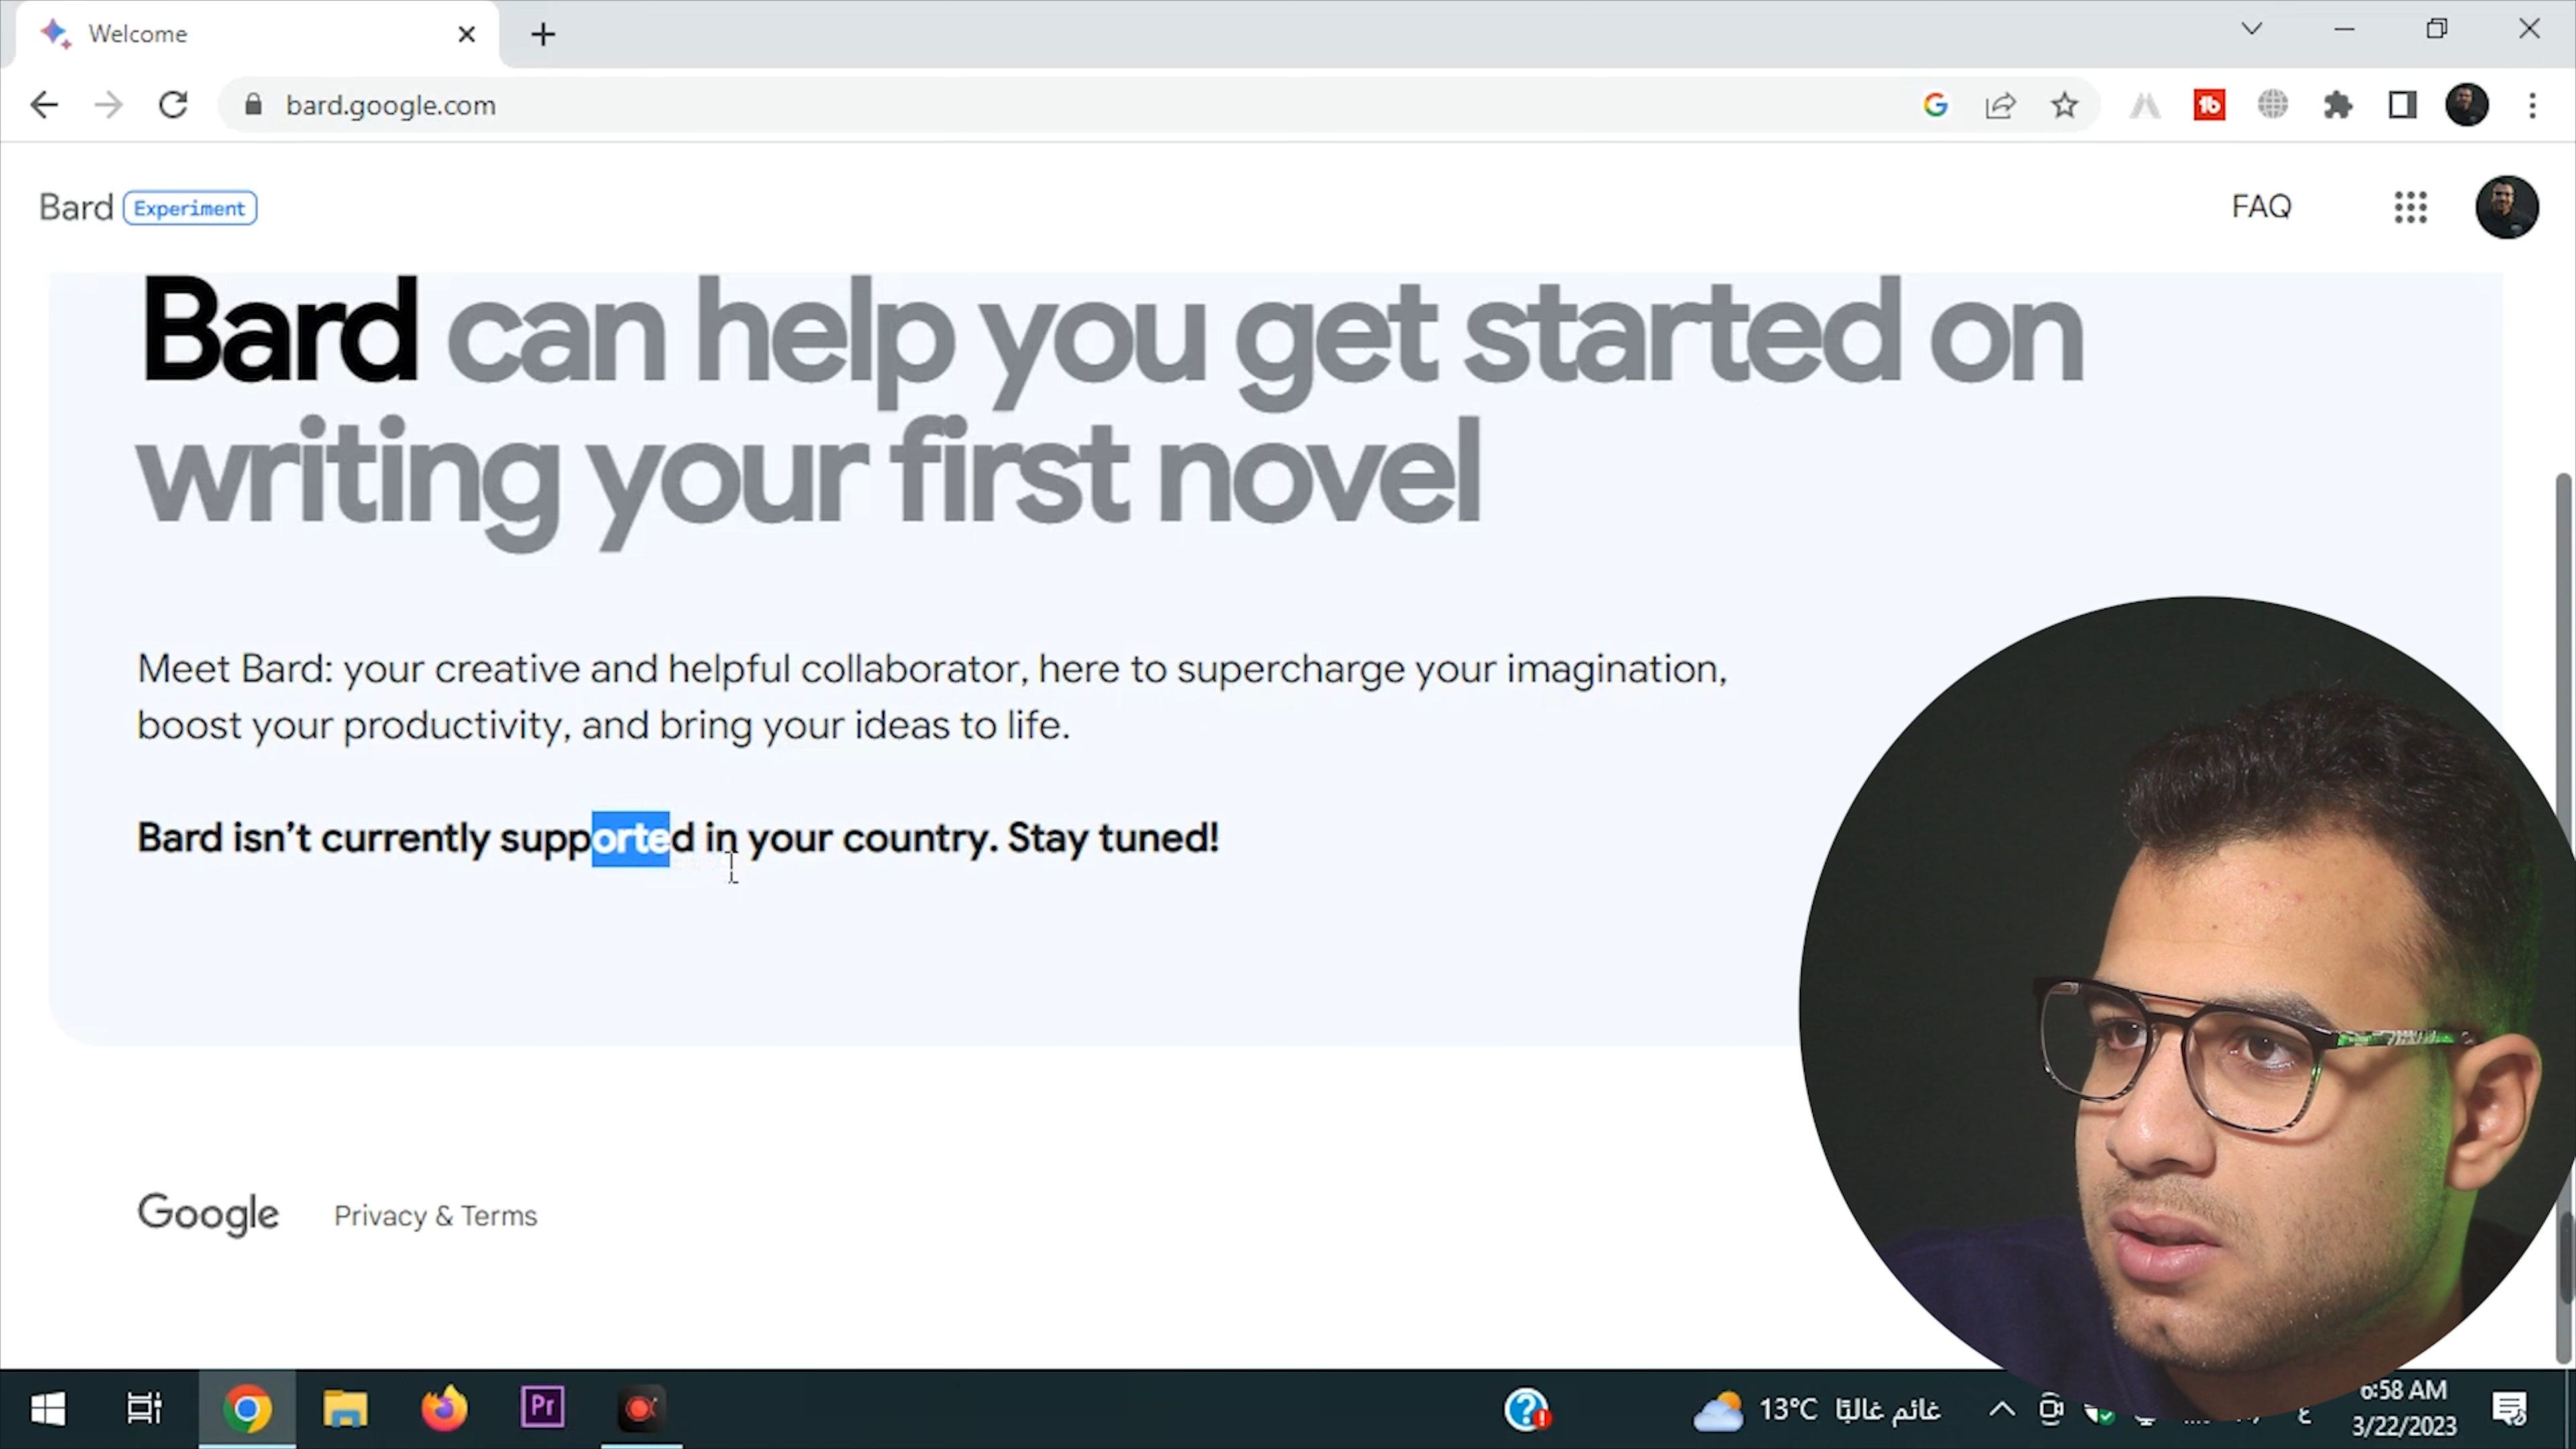 Welcome
bard.google.com
Bard Experiment
FAQ
Bard can help you get started on
writing your first novel
Meet Bard: your creative and helpful collaborator, here to supercharge your imagination,
boost your productivity, and bring your ideas to life.
Bard isn’t currently supported in your country. Stay tuned!
Google Privacy & Terms
Pr
13°C غائم غالبًا
ع
6:58 AM
3/22/2023